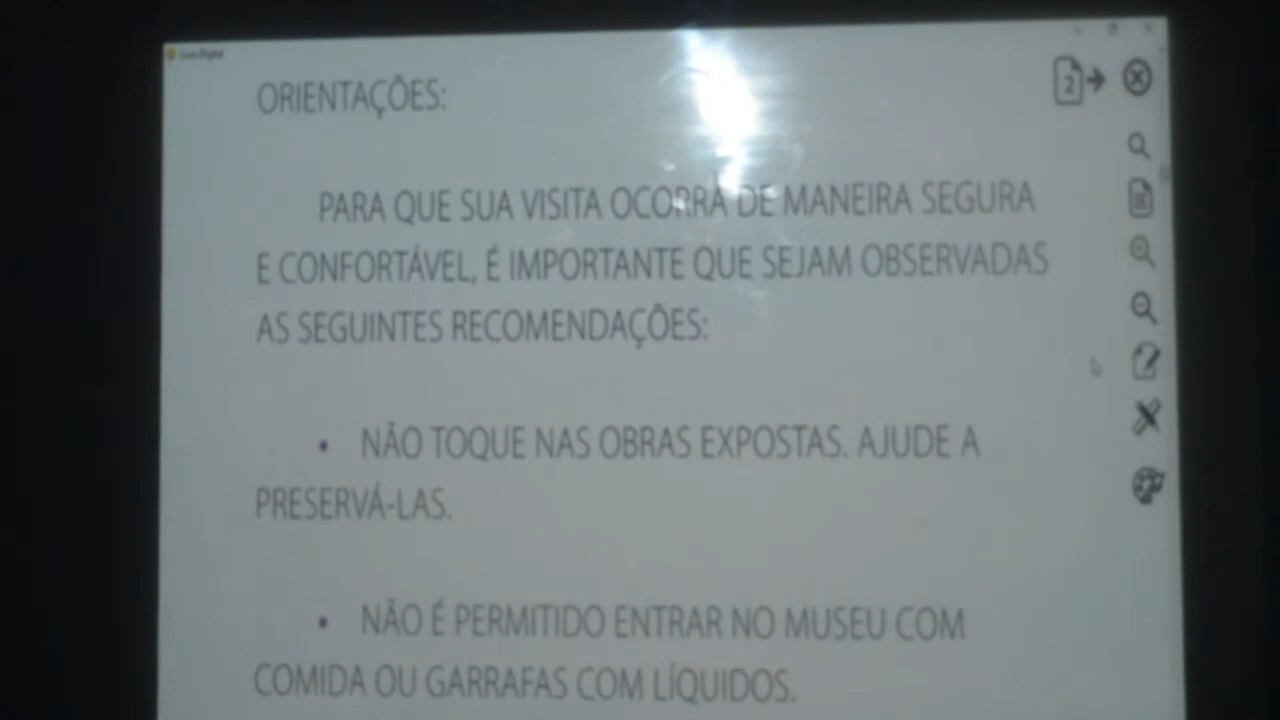 ORIENTAÇÕES:
2
PARA QUE SUA VISITA OCORRA DE MANEIRA SEGURA
E CONFORTÁVEL, É IMPORTANTE QUE SEJAM OBSERVADAS
AS SEGUINTES RECOMENDAÇÕES:
• NÃO TOQUE NAS OBRAS EXPOSTAS. AJUDE A
PRESERVÁ-LAS.
• NÃO É PERMITIDO ENTRAR NO MUSEU COM
COMIDA OU GARRAFAS COM LÍQUIDOS.